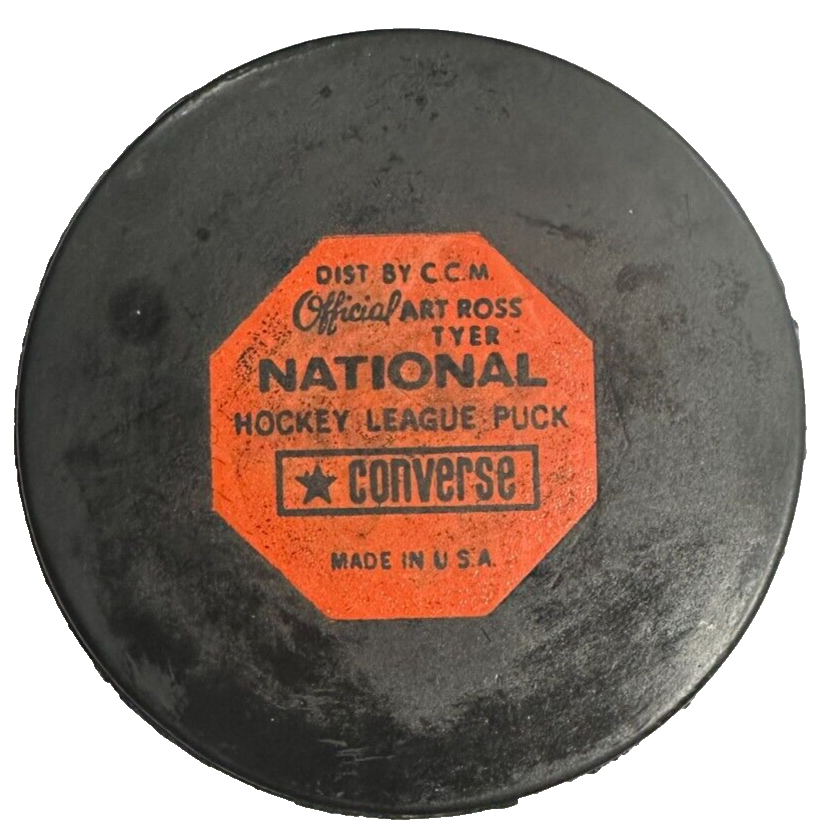 DIST BY C.C.M.
Official ART ROSS
TYER
NATIONAL
HOCKEY LEAGUE PUCK
★ converse
MADE IN U.S.A.